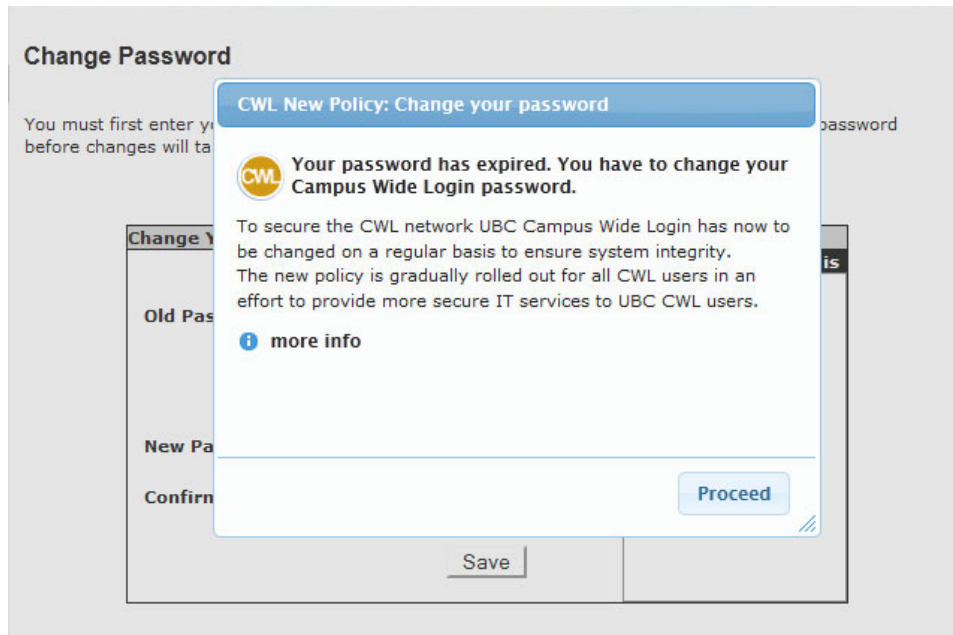 Change Password
CWL New Policy: Change your password
You must first enter password
before changes will ta
CWL
Your password has expired. You have to change your
Campus Wide Login password.
To secure the CWL network UBC Campus Wide Login has now to
be changed on a regular basis to ensure system integrity.
The new policy is gradually rolled out for all CWL users in an
effort to provide more secure IT services to UBC CWL users.
more info
Change
is
Old Pas
New Pa
Confirn
Proceed
Save